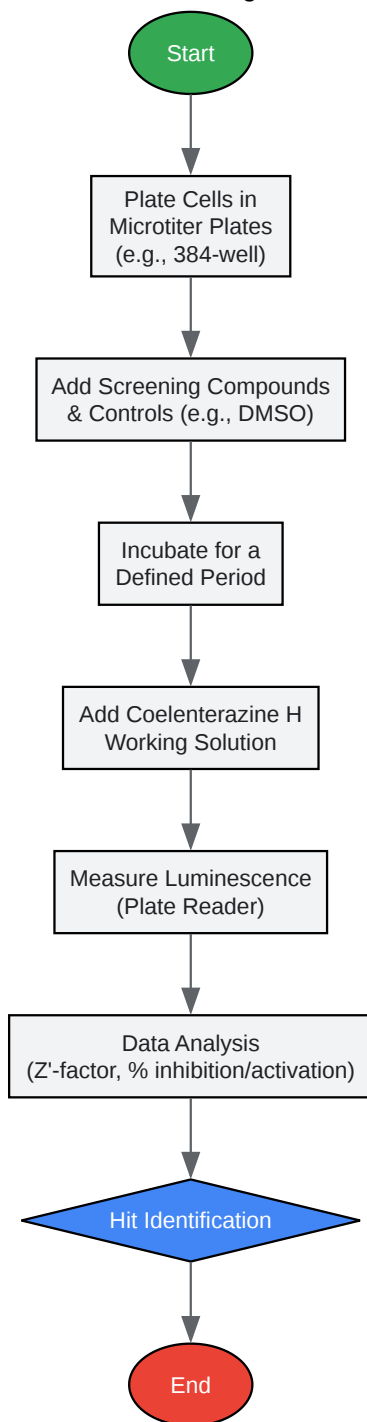 Start
Plate Cells in
Microtiter Plates
(e.g., 384-well)
Add Screening Compounds
& Controls (e.g., DMSO)
Incubate for a
Defined Period
Add Coelenterazine H
Working Solution
Measure Luminescence
(Plate Reader)
Data Analysis
(Z'-factor, % inhibition/activation)
Hit Identification
End